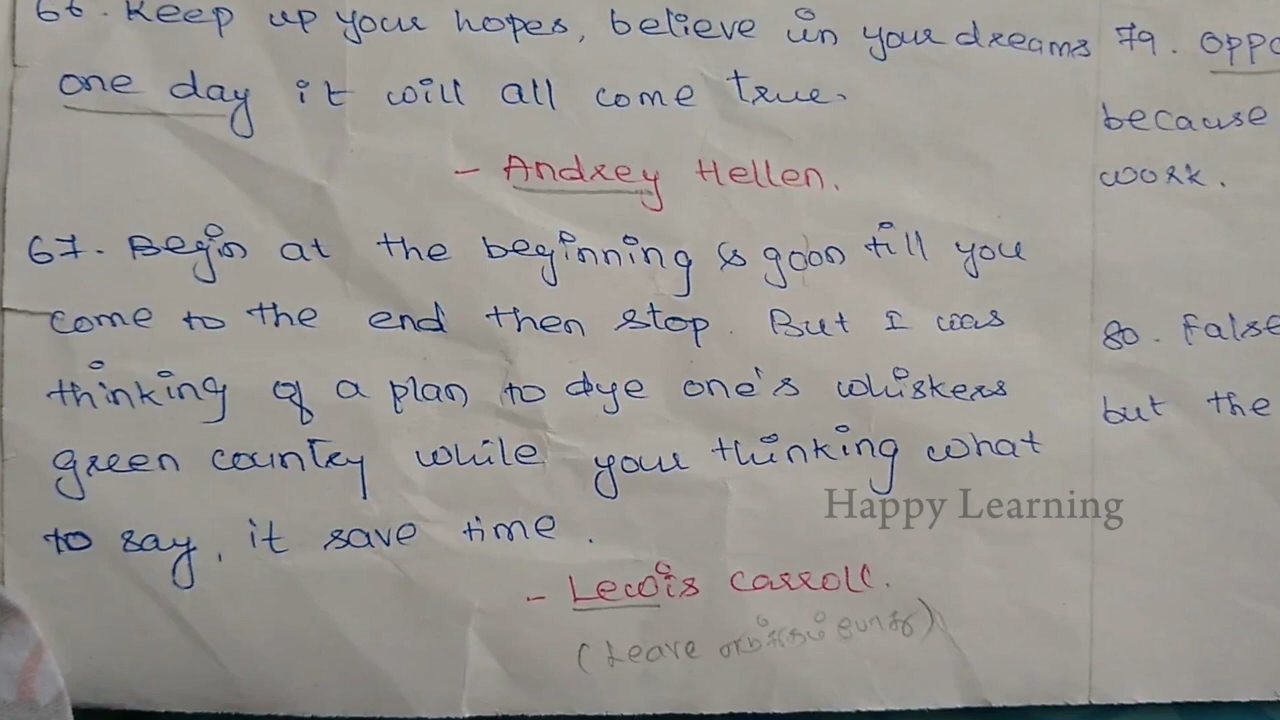 66. Keep up your hopes, believe in your dreams
one day it will all come true.
- Andrey Hellen.
67. Begin at the beginning & goon till you
come to the end then stop. But I was
thinking of a plan to dye one's whiskers
green country while your thinking what
to say, it save time.
- Lewis Carroll.
(Leave
79. Oppo
because
work.
80. False
but the
Happy Learning